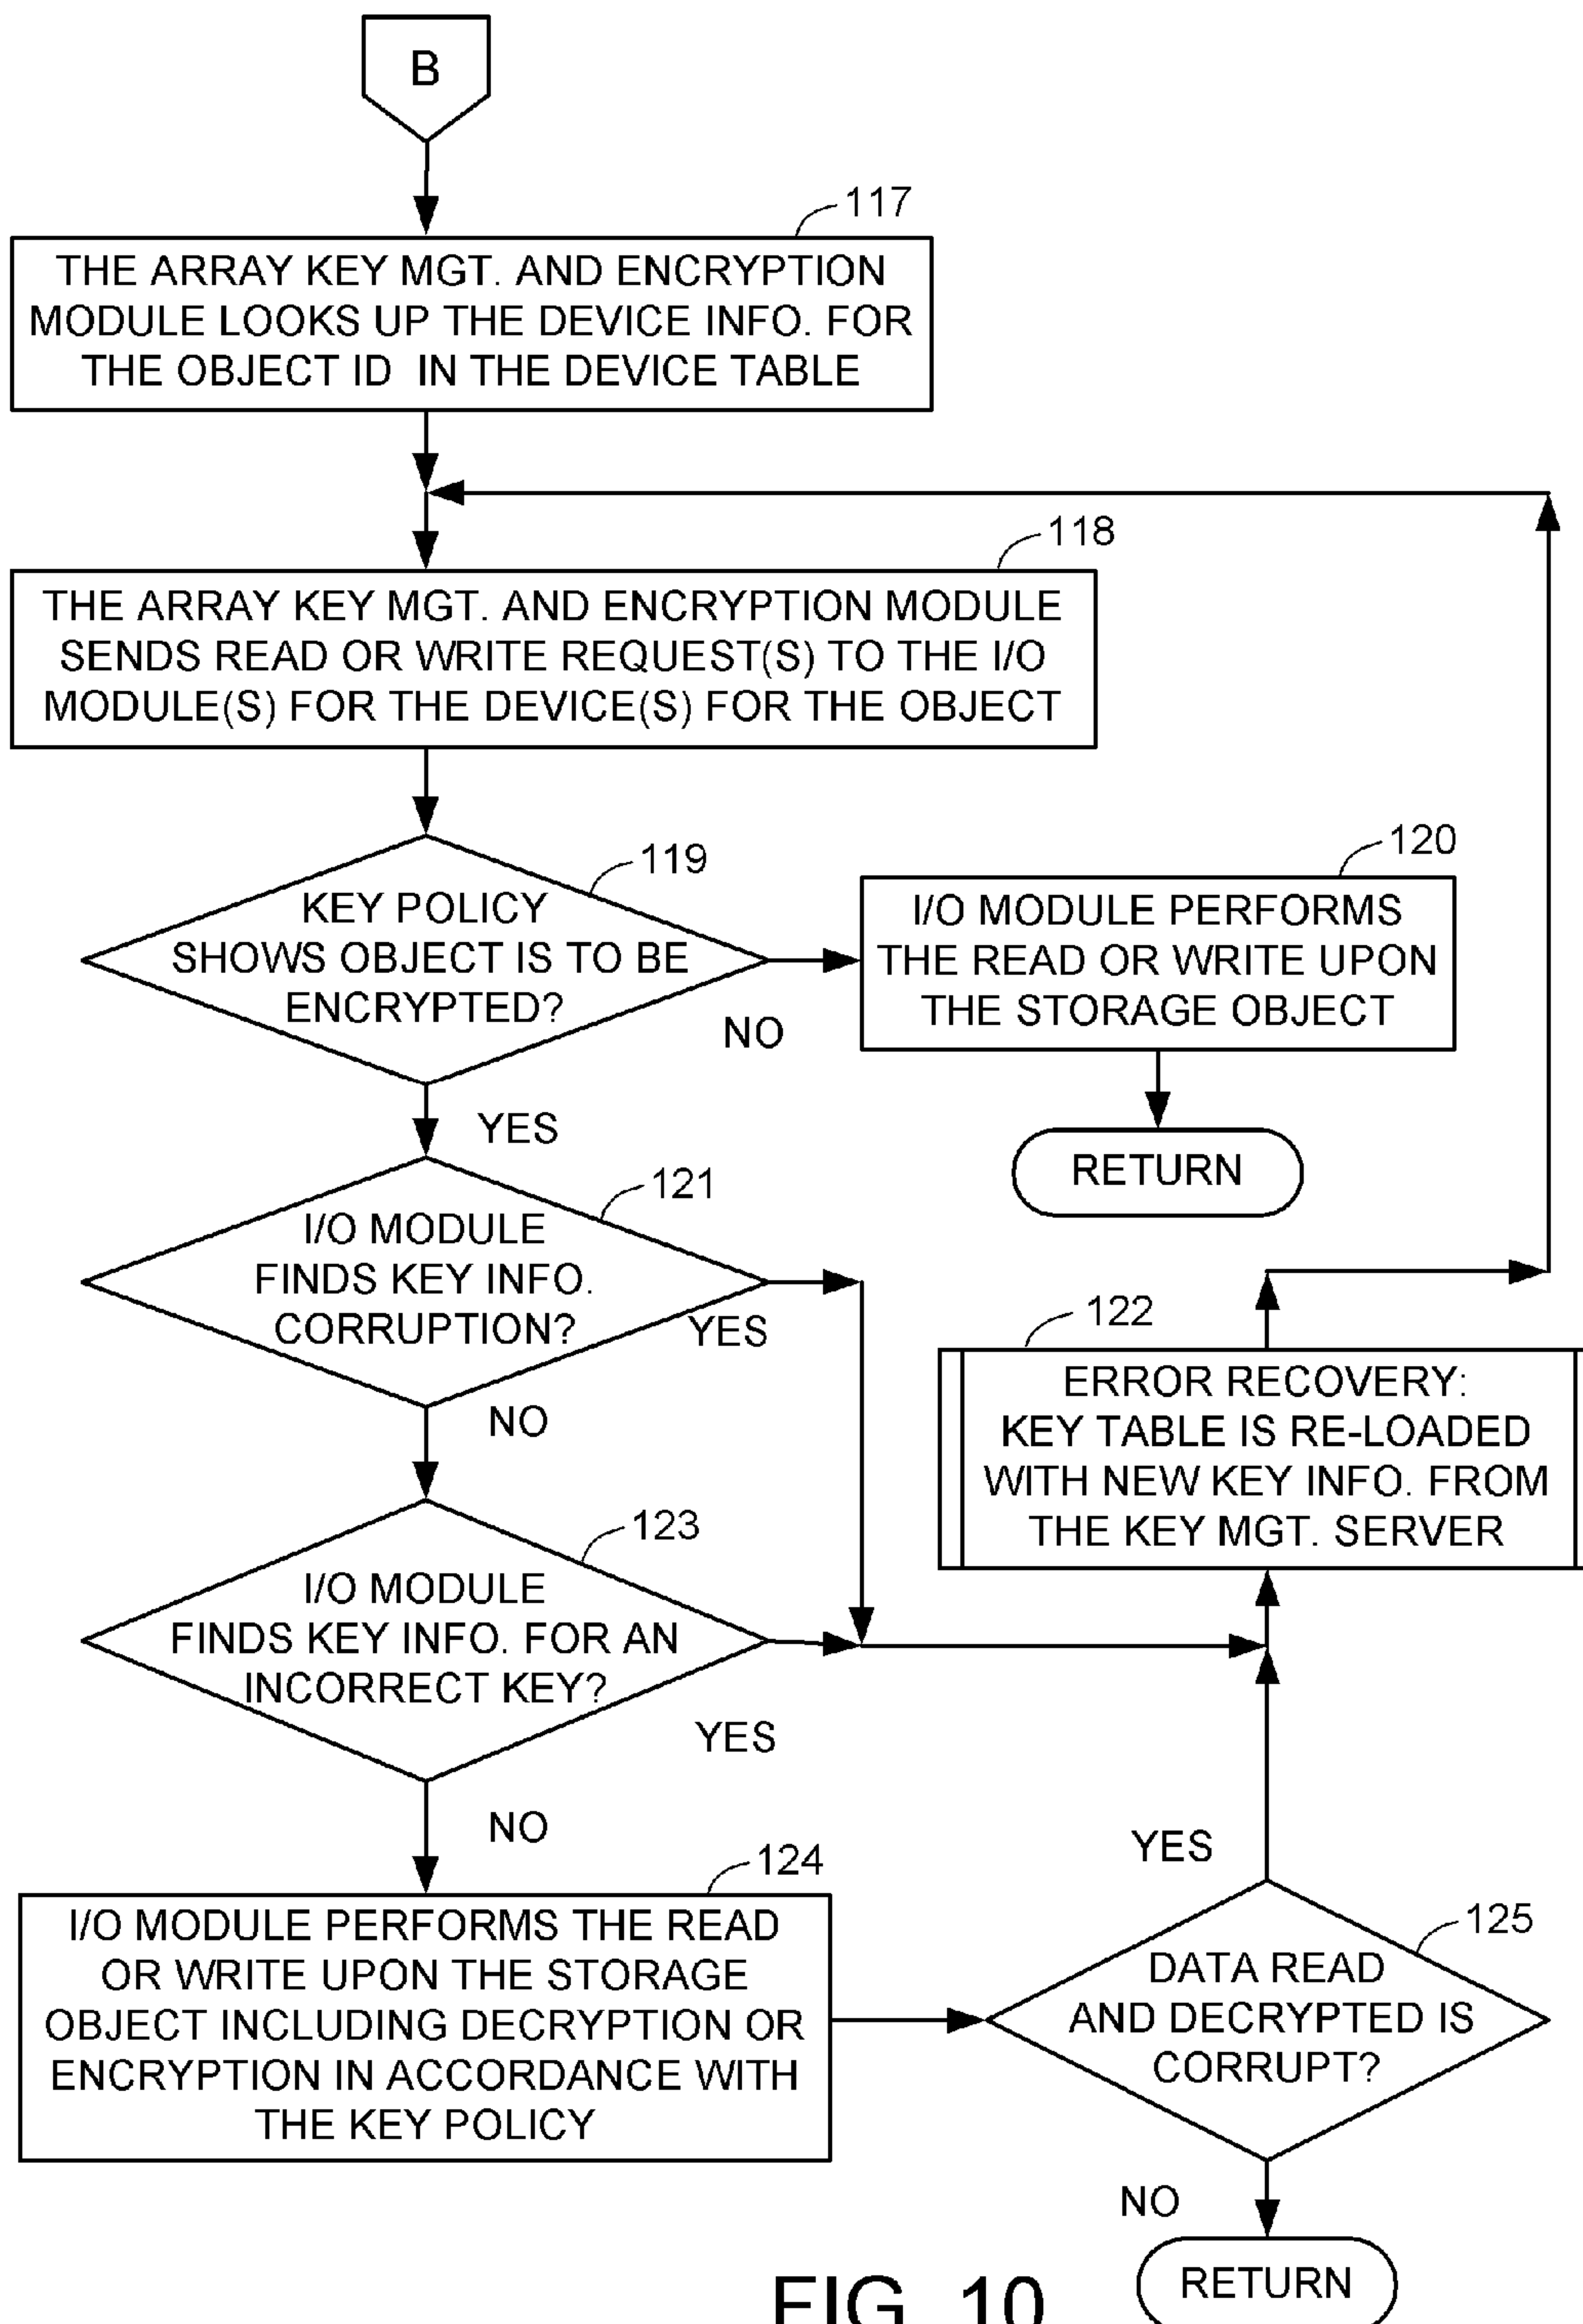 B
117
THE ARRAY KEY MGT. AND ENCRYPTION
MODULE LOOKS UP THE DEVICE INFO. FOR
THE OBJECT ID IN THE DEVICE TABLE
118
THE ARRAY KEY MGT. AND ENCRYPTION MODULE
SENDS READ OR WRITE REQUEST(S) TO THE I/O
MODULE(S) FOR THE DEVICE(S) FOR THE OBJECT
119
KEY POLICY
SHOWS OBJECT IS TO BE
ENCRYPTED?
NO
YES
120
I/O MODULE PERFORMS
THE READ OR WRITE UPON
THE STORAGE OBJECT
RETURN
121
I/O MODULE
FINDS KEY INFO.
CORRUPTION?
YES
NO
122
ERROR RECOVERY:
KEY TABLE IS RE-LOADED
WITH NEW KEY INFO. FROM
THE KEY MGT. SERVER
123
I/O MODULE
FINDS KEY INFO. FOR AN
INCORRECT KEY?
YES
NO
124
I/O MODULE PERFORMS THE READ
OR WRITE UPON THE STORAGE
OBJECT INCLUDING DECRYPTION OR
ENCRYPTION IN ACCORDANCE WITH
THE KEY POLICY
YES
125
DATA READ
AND DECRYPTED IS
CORRUPT?
NO
RETURN
FIG. 10